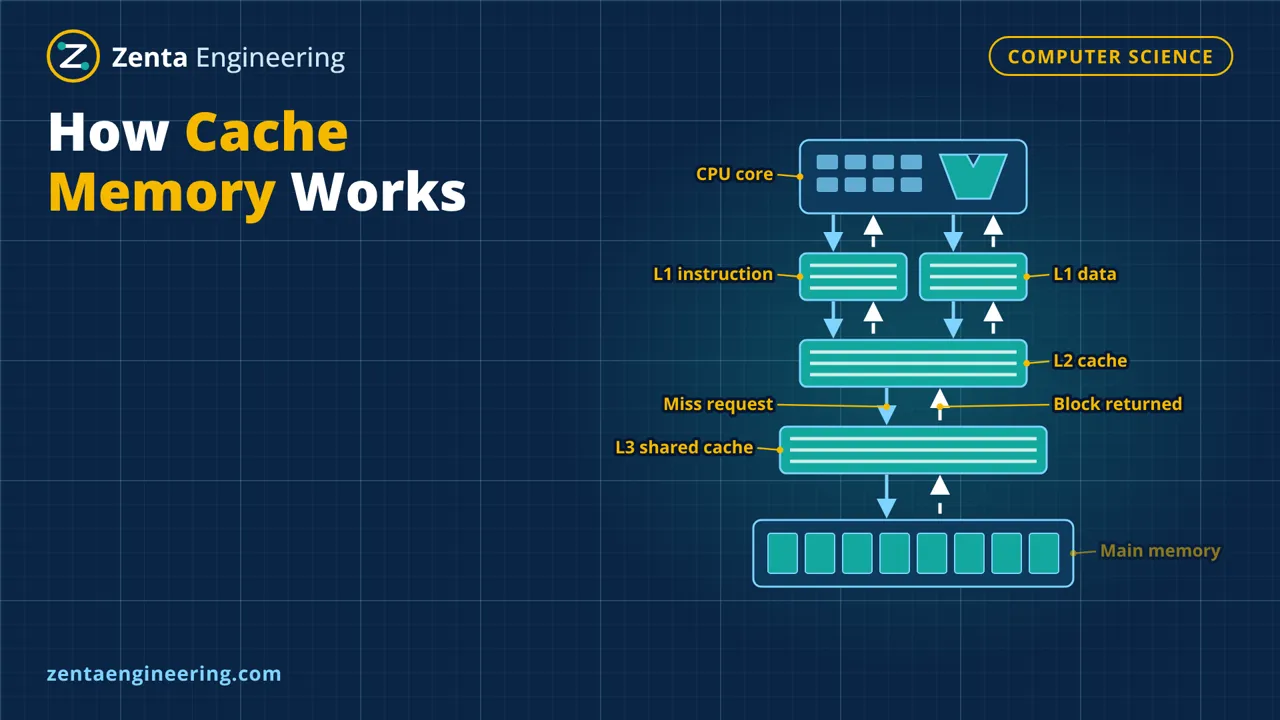 Zenta Engineering
COMPUTER SCIENCE
How Cache
Memory Works
CPU core
L1 instruction
L1 data
L2 cache
Miss request
Block returned
L3 shared cache
Main memory
zentaengineering.com